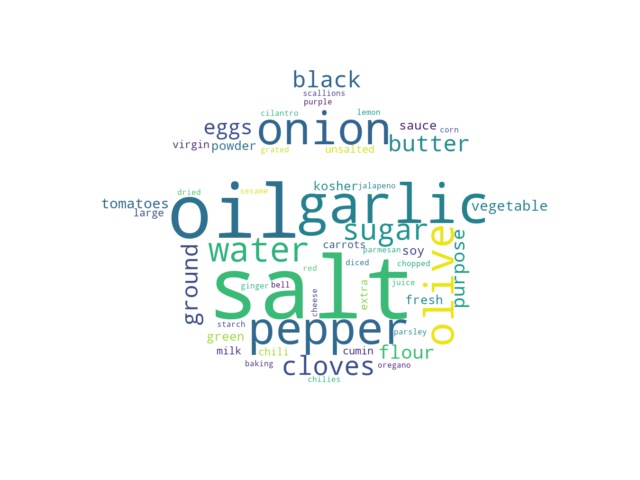 black
scallions
purple
cilantro lemon
eggs onion sauce corn
virgin powder grated unsalted butter
dried sesame kosher jalapeno
tomatoes oil garlic vegetable
large
sugar
water carrots parmesan soy purpose
ground salt red diced chopped olive
ginger bell cheese extra juice
fresh
starch pepper parsley
green
milk chili cumin flour
baking cloves oregano
chilies